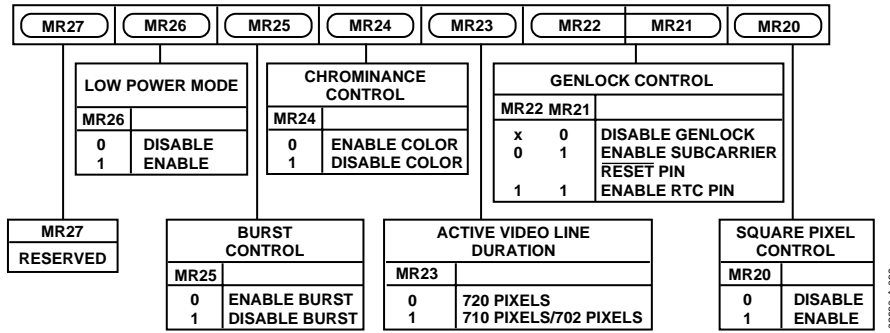 MR27 MR26 MR25 MR24 MR23 MR22 MR21 MR20
LOW POWER MODE
MR26
0 DISABLE
1 ENABLE
CHROMINANCE
CONTROL
MR24
0 ENABLE COLOR
1 DISABLE COLOR
GENLOCK CONTROL
MR22 MR21
x 0 DISABLE GENLOCK
0 1 ENABLE SUBCARRIER
RESET PIN
1 1 ENABLE RTC PIN
MR27
RESERVED
BURST
CONTROL
MR25
0 ENABLE BURST
1 DISABLE BURST
ACTIVE VIDEO LINE
DURATION
MR23
0 720 PIXELS
1 710 PIXELS/702 PIXELS
SQUARE PIXEL
CONTROL
MR20
0 DISABLE
1 ENABLE